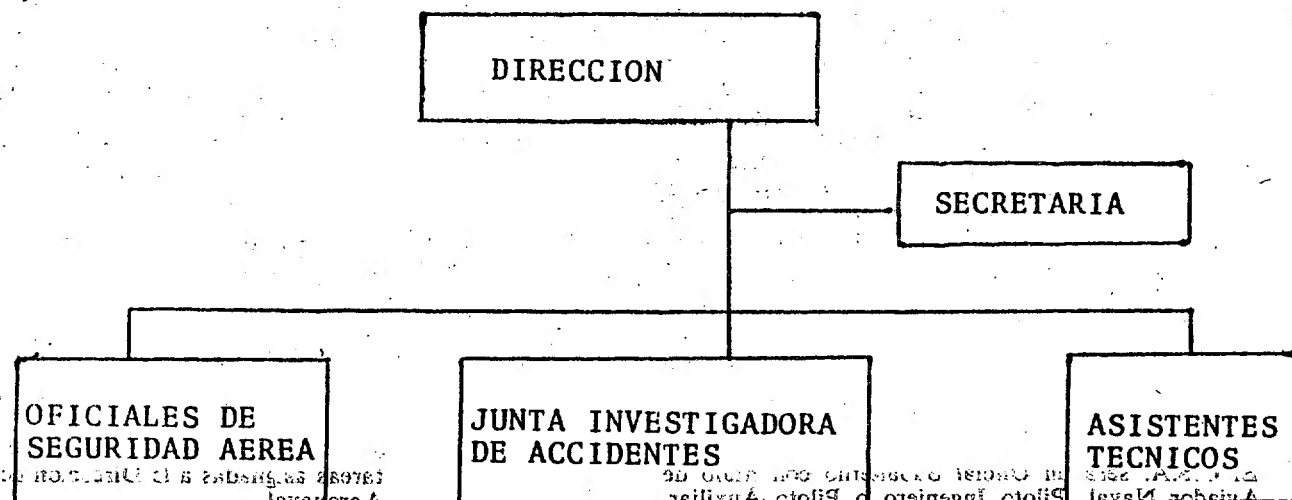 DIRECCION
SECRETARIA
OFICIALES DE
SEGURIDAD AEREA
JUNTA INVESTIGADORA
DE ACCIDENTES
ASISTENTES
TECNICOS